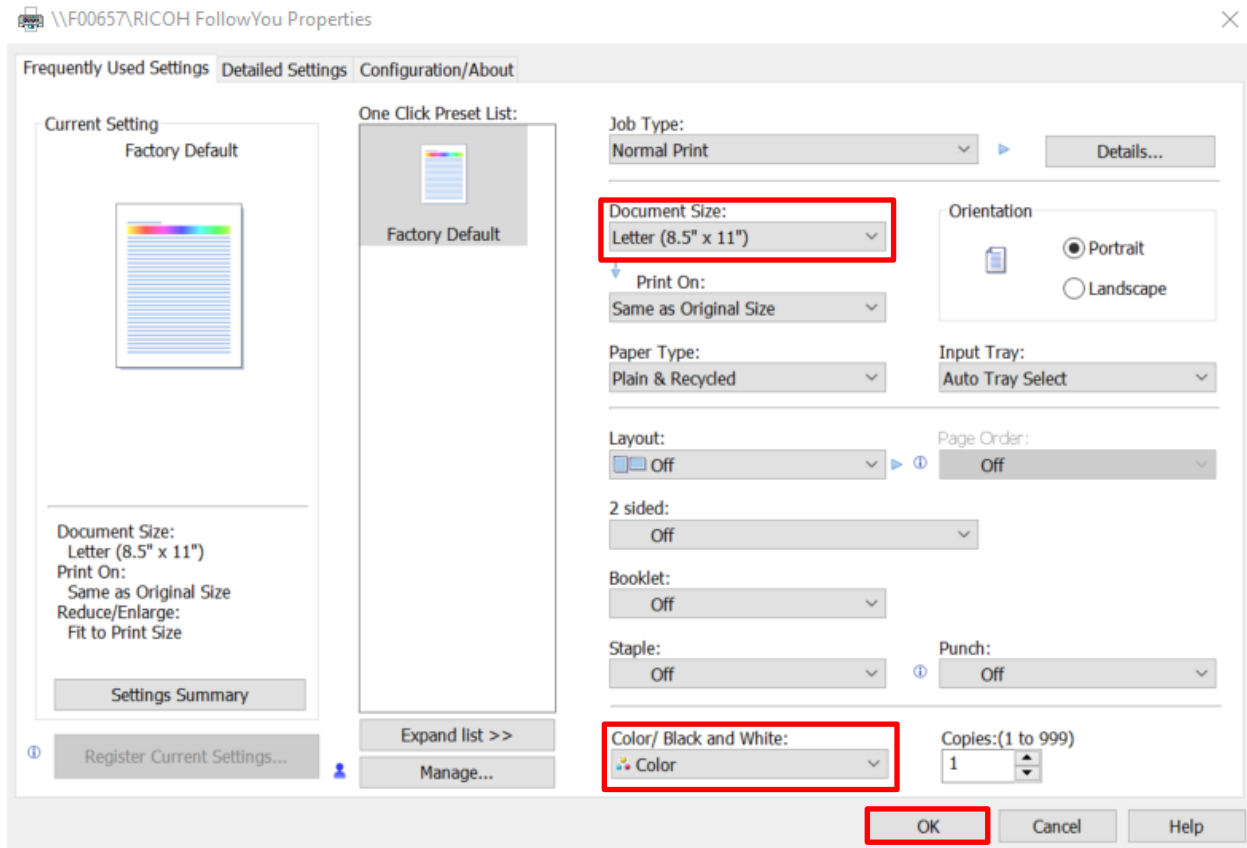 \\F00657\RICOH FollowYou Properties
Frequently Used Settings Detailed Settings Configuration/About
Current Setting
Factory Default
Document Size:
Letter (8.5" x 11")
Print On:
Same as Original Size
Reduce/Enlarge:
Fit to Print Size
Settings Summary
Register Current Settings...
One Click Preset List:
Factory Default
Expand list >>
Manage...
Job Type:
Normal Print
Details...
Document Size:
Letter (8.5" x 11")
Orientation
Portrait
Landscape
Print On:
Same as Original Size
Paper Type:
Plain & Recycled
Input Tray:
Auto Tray Select
Layout:
Off
Page Order:
Off
2 sided:
Off
Booklet:
Off
Staple:
Off
Punch:
Off
Color/ Black and White:
Color
Copies:(1 to 999)
1
OK
Cancel
Help